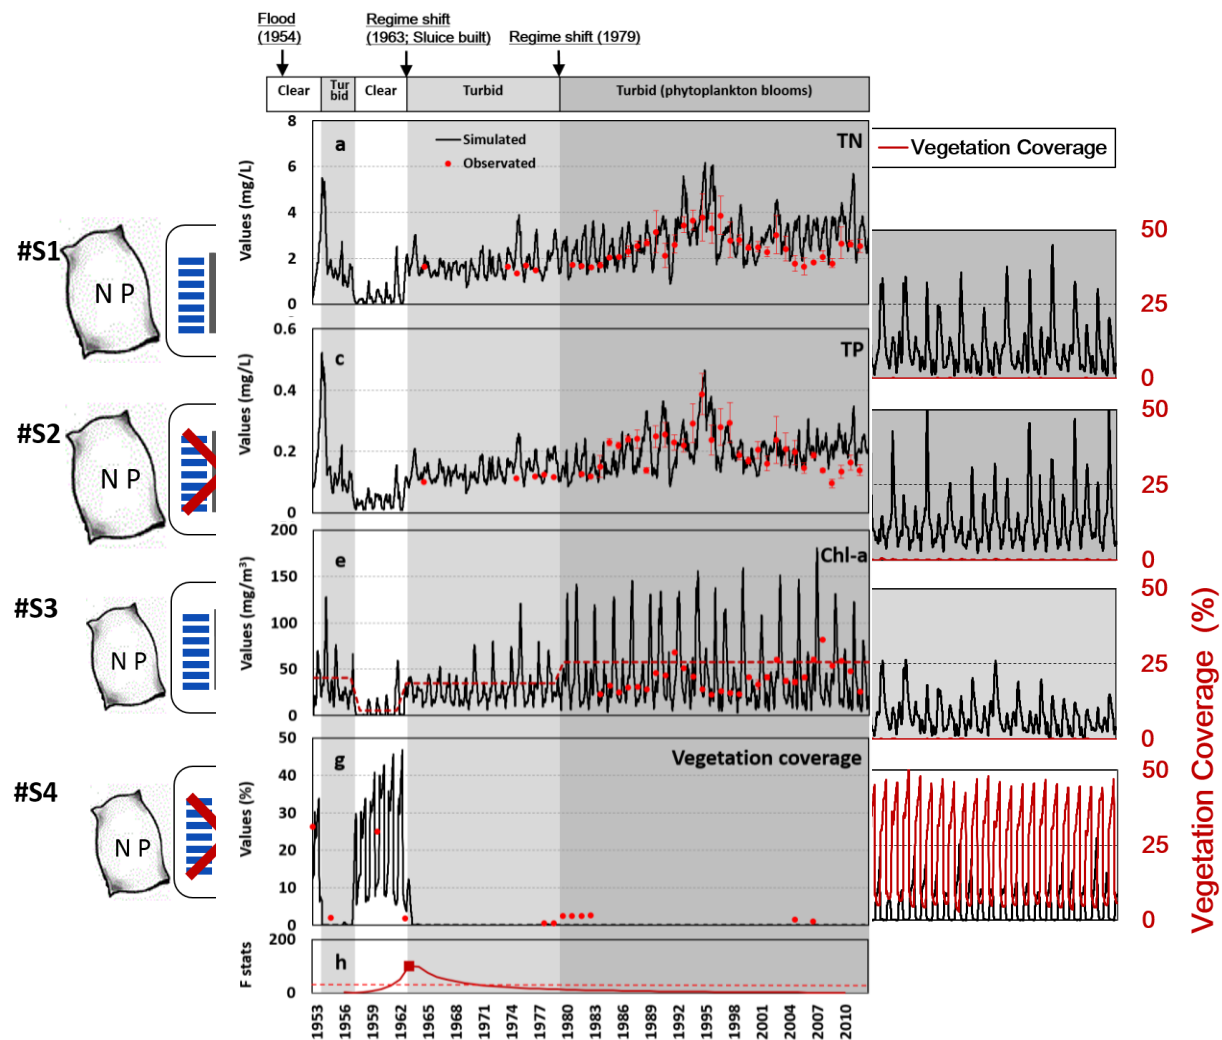 Flood
(1954)
Regime shift
(1963; Sluice built)
Regime shift (1979)
Clear
Tur
bid
Clear
Turbid
Turbid (phytoplankton blooms)
a
Simulated
Observated
TN
Values (mg/L)
8
6
4
2
0
c
TP
Values (mg/L)
0.6
0.4
0.2
0.0
e
Chl-a
Values (mg/m³)
200
150
100
50
0
g
Vegetation coverage
Values (%)
50
40
30
20
10
0
h
F stats
200
0
1953
1956
1959
1962
1965
1968
1971
1974
1977
1980
1983
1986
1989
1992
1995
1998
2001
2004
2007
2010
#S1
N P
#S2
N P
#S3
N P
#S4
N P
Vegetation Coverage
50
25
0
50
25
0
50
25
0
50
25
0
Vegetation Coverage (%)